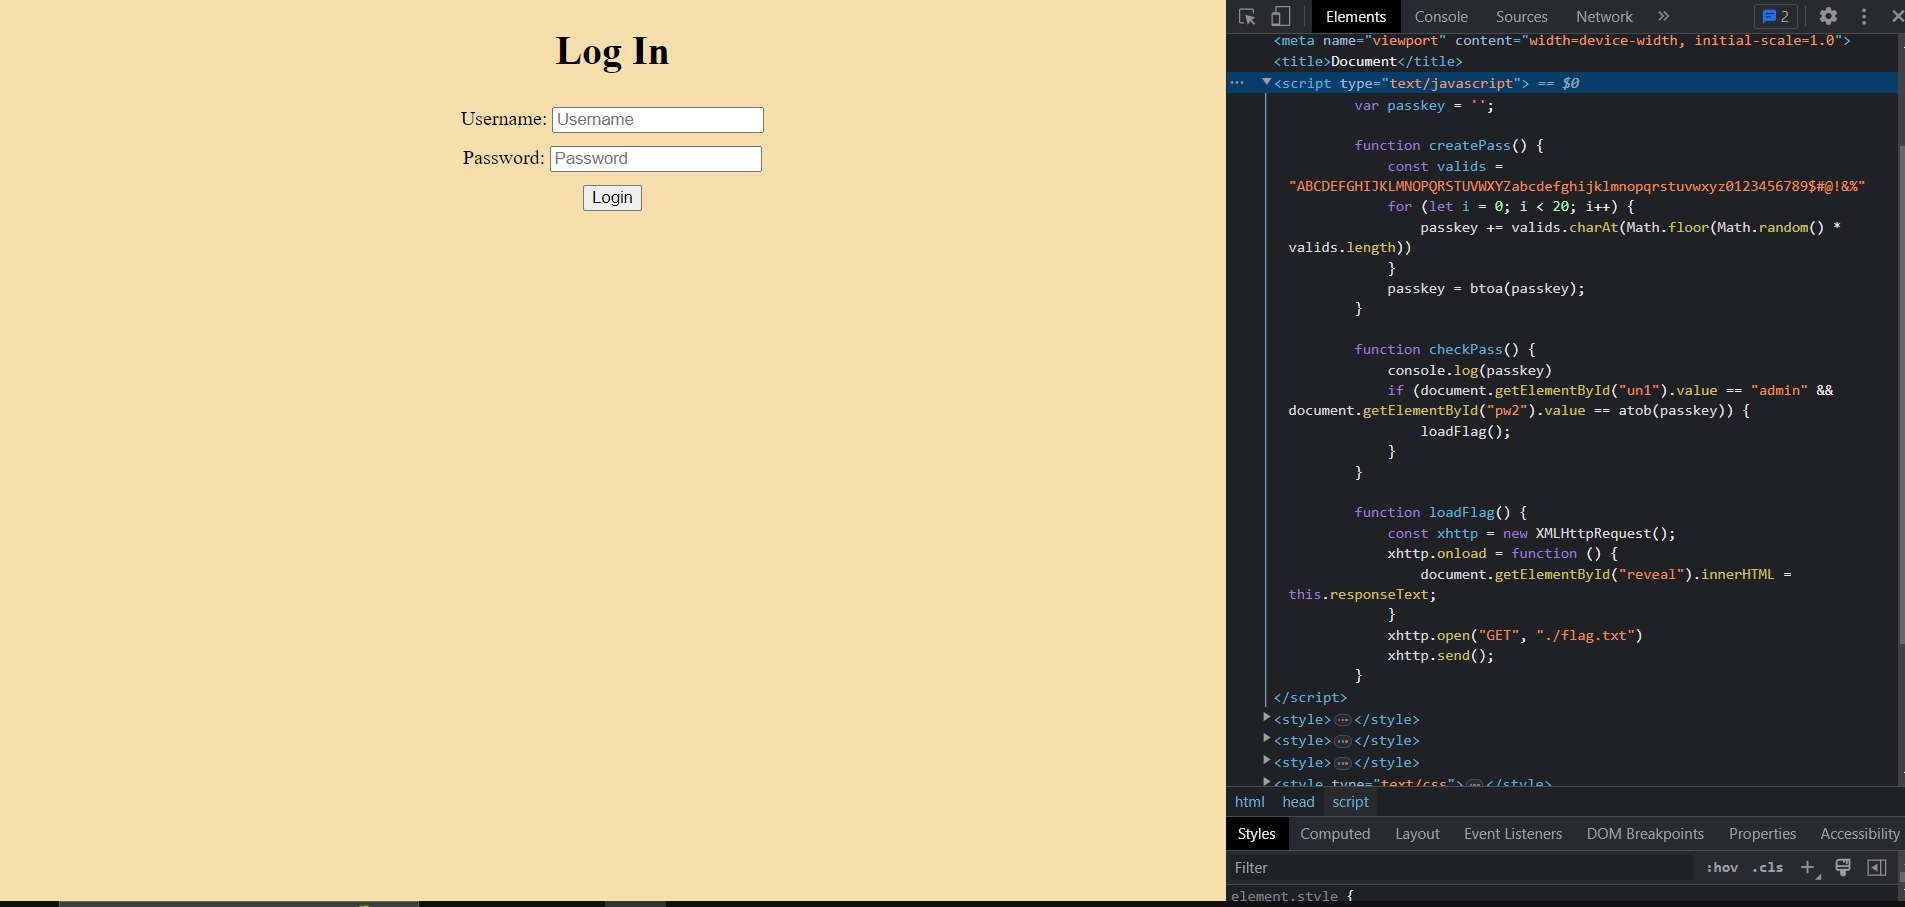 Log In
Username: Username
Password: Password
Login
Elements Console Sources Network » 2
<meta name="viewport" content="width=device-width, initial-scale=1.0">
<title>Document</title>
<script type="text/javascript"> == $0
var passkey = '';
function createPass() {
const valids =
"ABCDEFGHIJKLMNOPQRSTUVWXYZabcdefghijklmnopqrstuvwxyz0123456789$#@!&%"
for (let i = 0; i < 20; i++) {
passkey += valids.charAt(Math.floor(Math.random() *
valids.length))
}
passkey = btoa(passkey);
}
function checkPass() {
console.log(passkey)
if (document.getElementById("un1").value == "admin" &&
document.getElementById("pw2").value == atob(passkey)) {
loadFlag();
}
}
function loadFlag() {
const xhttp = new XMLHttpRequest();
xhttp.onload = function () {
document.getElementById("reveal").innerHTML =
this.responseText;
}
xhttp.open("GET", "./flag.txt")
xhttp.send();
}
</script>
<style>…</style>
<style>…</style>
<style>…</style>
<style type="text/css">…</style>
html head script
Styles Computed Layout Event Listeners DOM Breakpoints Properties Accessibility
Filter :hov .cls
element.style {